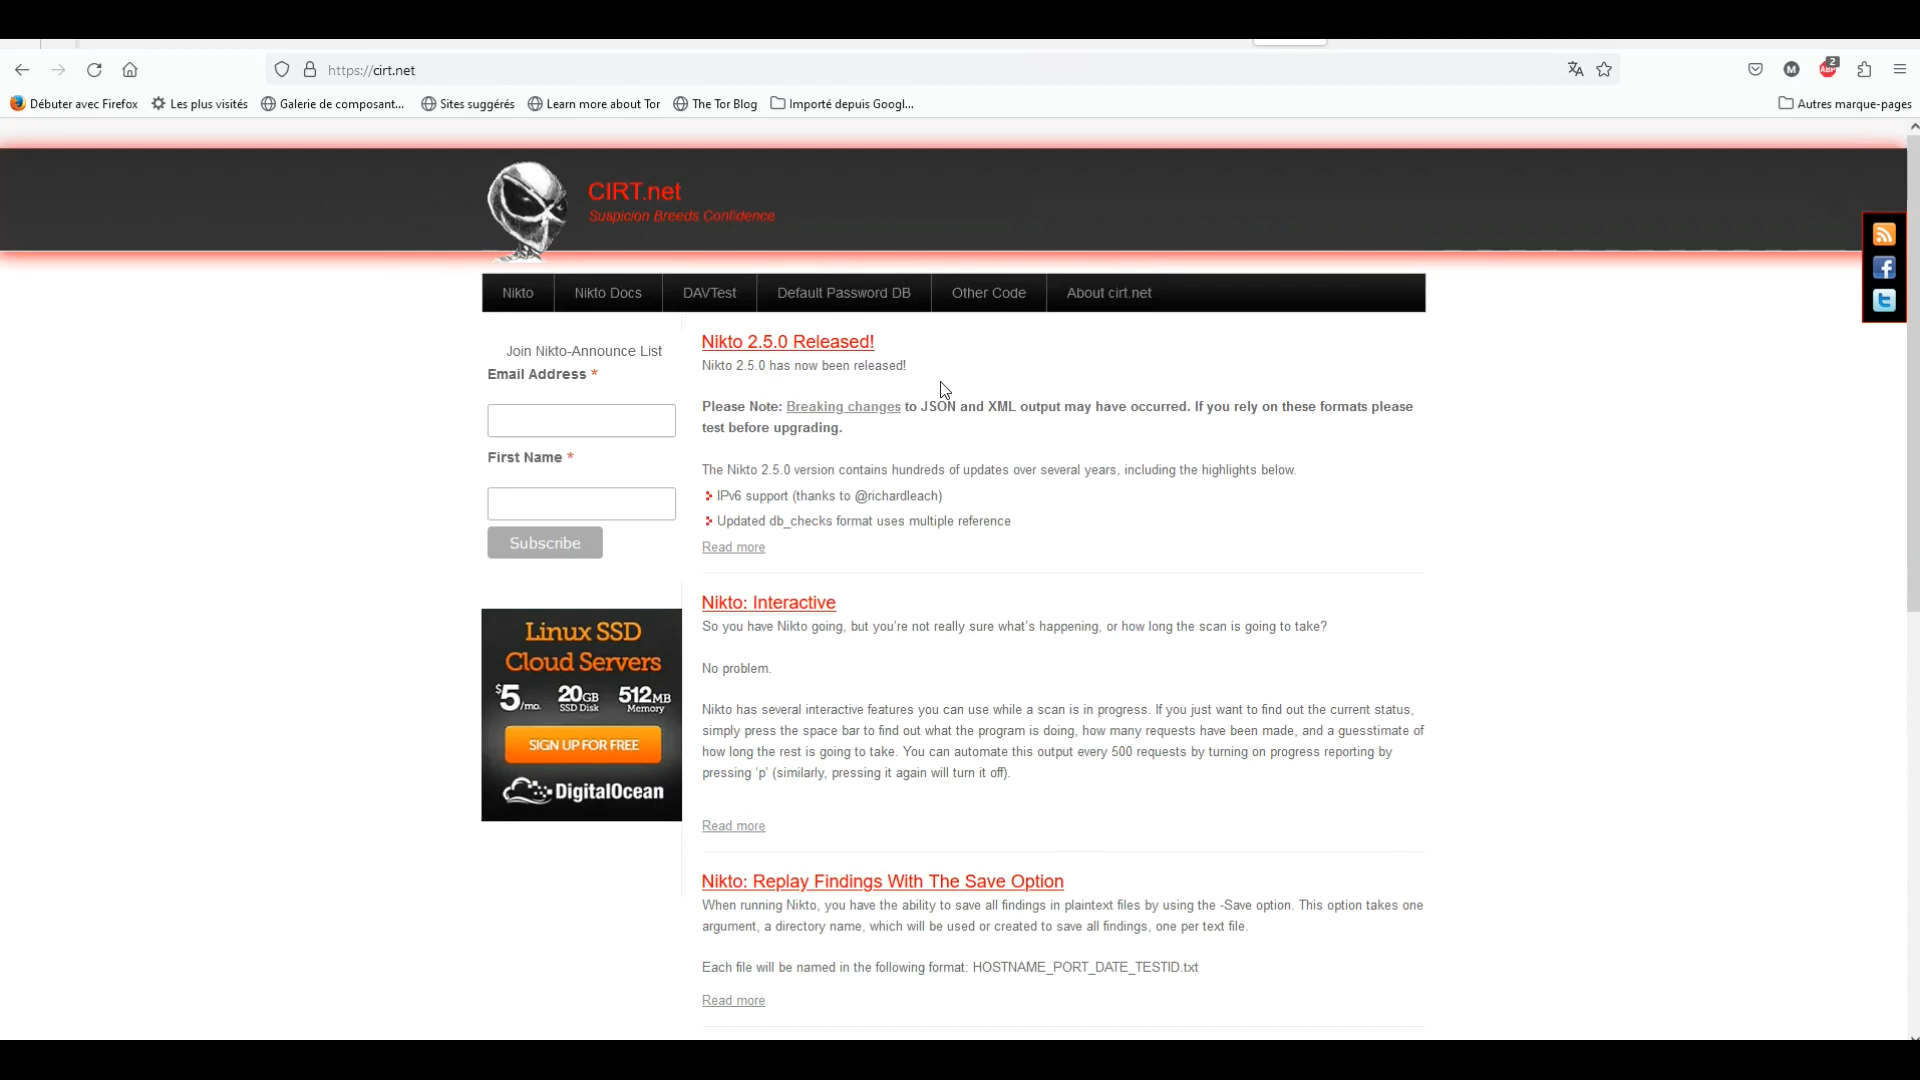 https://cirt.net
M
ABP
2
Débuter avec Firefox
Les plus visités
Galerie de composant...
Sites suggérés
Learn more about Tor
The Tor Blog
Importé depuis Googl...
Autres marque-pages
CIRT.net
Suspicion Breeds Confidence
Nikto
Nikto Docs
DAVTest
Default Password DB
Other Code
About cirt.net
Join Nikto-Announce List
Email Address *
First Name *
Subscribe
Linux SSD
Cloud Servers
$5/mo. 20GB SSD Disk 512MB Memory
SIGN UP FOR FREE
DigitalOcean
Nikto 2.5.0 Released!
Nikto 2.5.0 has now been released!
Please Note: Breaking changes to JSON and XML output may have occurred. If you rely on these formats please
test before upgrading.
The Nikto 2.5.0 version contains hundreds of updates over several years, including the highlights below.
IPv6 support (thanks to @richardleach)
Updated db_checks format uses multiple reference
Read more
Nikto: Interactive
So you have Nikto going, but you're not really sure what's happening, or how long the scan is going to take?
No problem.
Nikto has several interactive features you can use while a scan is in progress. If you just want to find out the current status,
simply press the space bar to find out what the program is doing, how many requests have been made, and a guesstimate of
how long the rest is going to take. You can automate this output every 500 requests by turning on progress reporting by
pressing 'p' (similarly, pressing it again will turn it off).
Read more
Nikto: Replay Findings With The Save Option
When running Nikto, you have the ability to save all findings in plaintext files by using the -Save option. This option takes one
argument, a directory name, which will be used or created to save all findings, one per text file.
Each file will be named in the following format: HOSTNAME_PORT_DATE_TESTID.txt
Read more